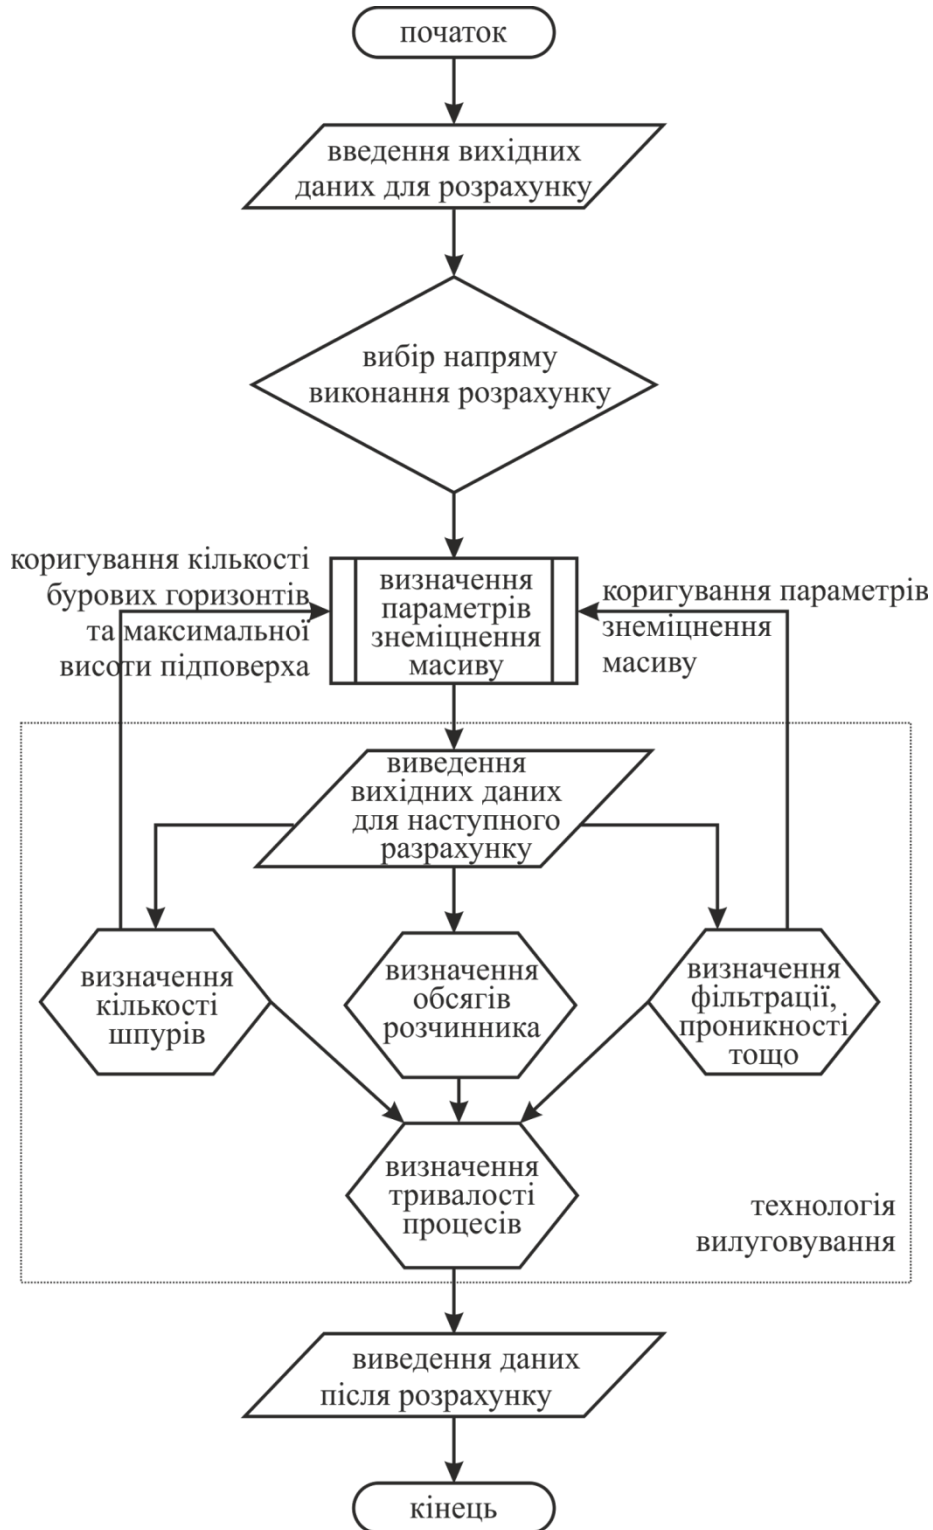 початок
введення вихідних
даних для розрахунку
вибір напряму
виконання розрахунку
коригування кількості
бурових горизонтів
та максимальної
висоти підповерха
визначення
параметрів
знеміцнення
масиву
коригування параметрів
знеміцнення
масиву
виведення
вихідних даних
для наступного
разрахунку
визначення
кількості
шпурів
визначення
обсягів
розчинника
визначення
фільтрації,
проникності
тощо
визначення
тривалості
процесів
технологія
вилуговування
виведення даних
після розрахунку
кінець